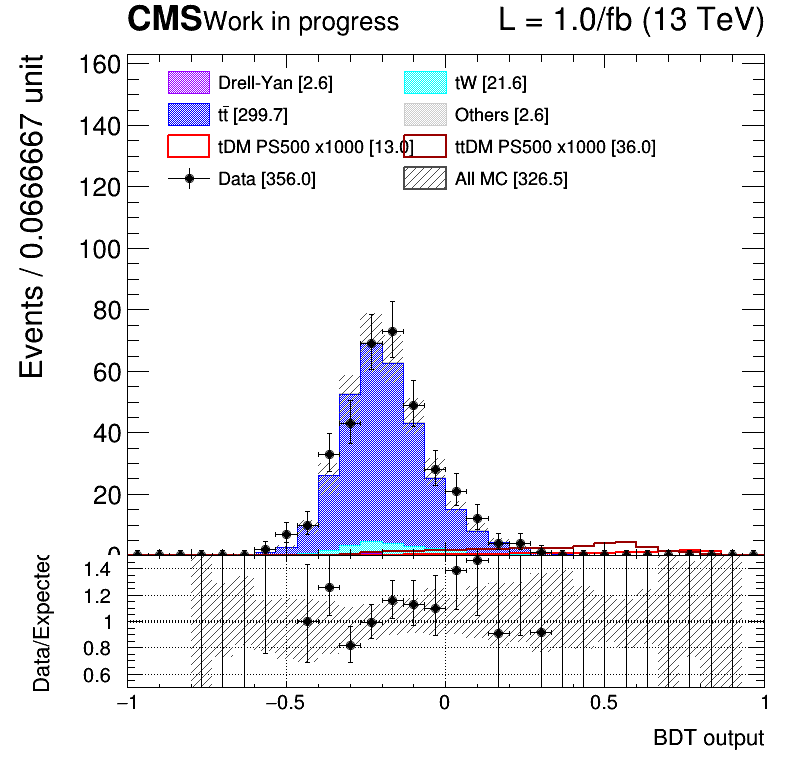 CMS Work in progress L = 1.0/fb (13 TeV)
Events / 0.0666667 unit
160
140
120
100
80
60
40
20
0
Drell-Yan [2.6] tW [21.6]
tt̄ [299.7] Others [2.6]
tDM PS500 x1000 [13.0] ttDM PS500 x1000 [36.0]
Data [356.0] All MC [326.5]
Data/Expected
1.4
1.2
1
0.8
0.6
−1 −0.5 0 0.5 1
BDT output